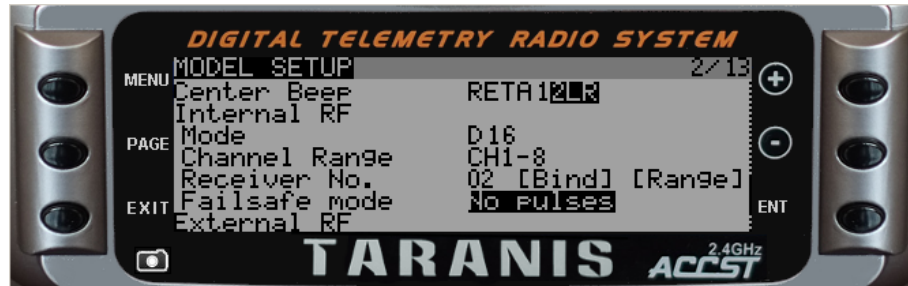 DIGITAL TELEMETRY RADIO SYSTEM
MENU
PAGE
EXIT
MODEL SETUP 2/13
Center Beep RETA12LR
Internal RF
Mode D16
Channel Range CH1-8
Receiver No. 02 [Bind] [Range]
Failsafe mode No pulses
External RF
+
-
ENT
TARANIS
2.4GHz
ACCST